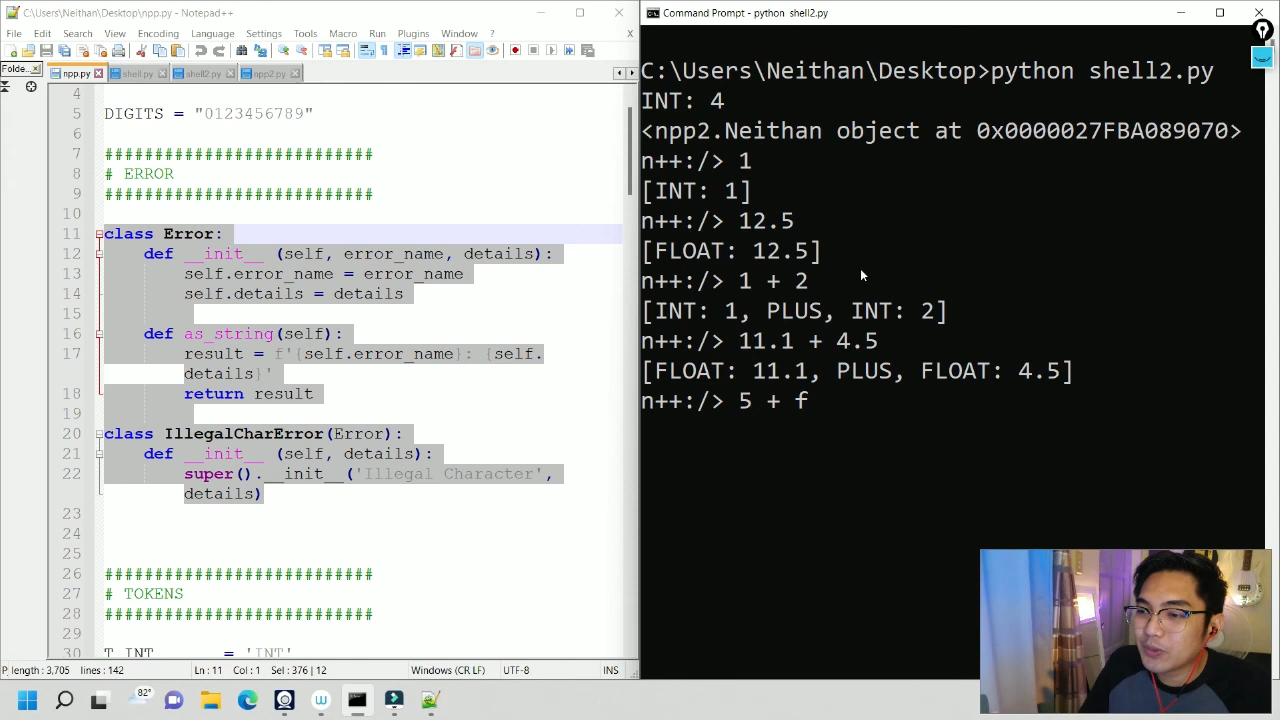 C:\Users\Neithan\Desktop\npp.py - Notepad++
File Edit Search View Encoding Language Settings Tools Macro Run Plugins Window ? X
Folde...
npp.py shell.py shell2.py npp2.py
4
5 DIGITS = "0123456789"
6
7 ##########################
8 # ERROR
9 ##########################
10
11 class Error:
12 def __init__ (self, error_name, details):
13 self.error_name = error_name
14 self.details = details
15
16 def as_string(self):
17 result = f'{self.error_name}: {self.
details}'
18 return result
19
20 class IllegalCharError(Error):
21 def __init__ (self, details):
22 super().__init__('Illegal Character',
details)
23
24
25
26 ##########################
27 # TOKENS
28 ##########################
29
30 T_INT = 'INT'
P length : 3,705 lines : 142 Ln : 11 Col : 1 Sel : 376 | 12 Windows (CR LF) UTF-8 INS
Command Prompt - python shell2.py
C:\Users\Neithan\Desktop>python shell2.py
INT: 4
<npp2.Neithan object at 0x0000027FBA089070>
n++:/> 1
[INT: 1]
n++:/> 12.5
[FLOAT: 12.5]
n++:/> 1 + 2
[INT: 1, PLUS, INT: 2]
n++:/> 11.1 + 4.5
[FLOAT: 11.1, PLUS, FLOAT: 4.5]
n++:/> 5 + f
82°